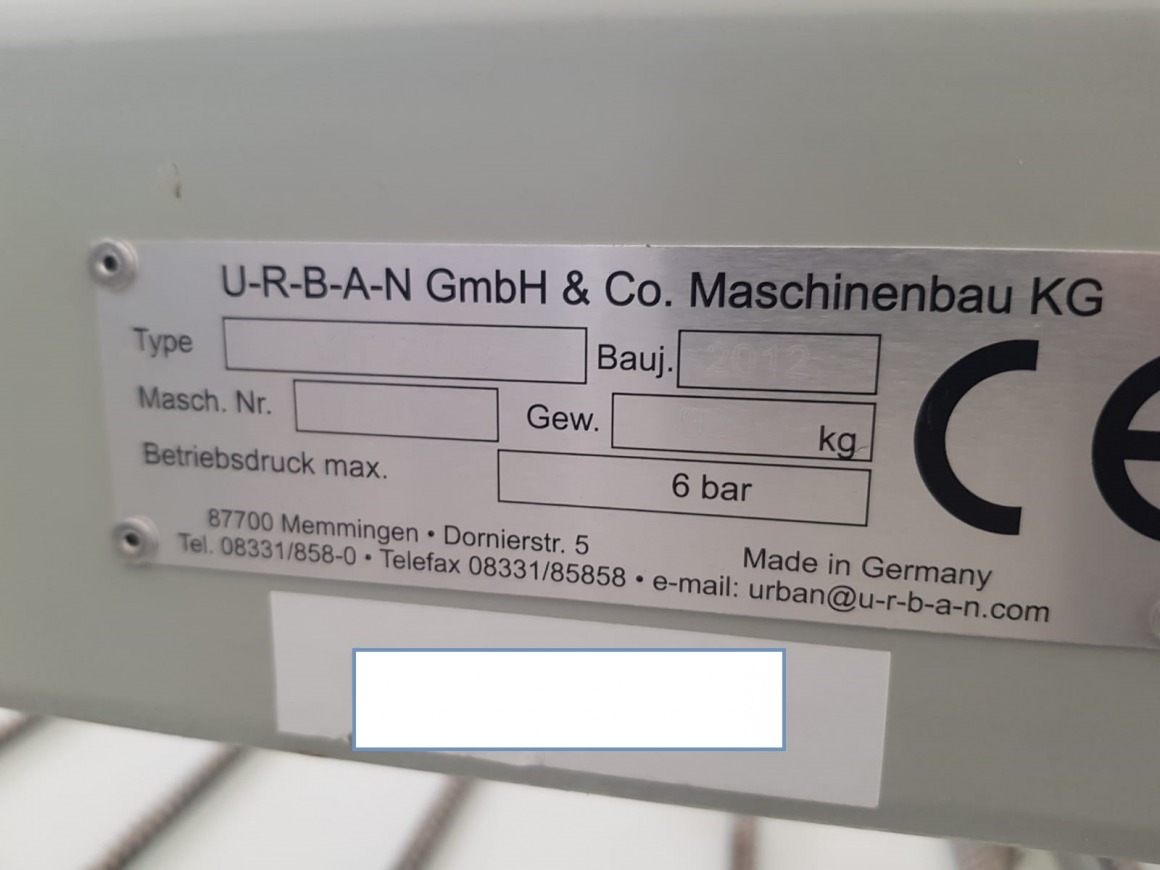 U-R-B-A-N GmbH & Co. Maschinenbau KG
Type Bauj. 2012
Masch. Nr. Gew. kg
Betriebsdruck max. 6 bar
87700 Memmingen • Dornierstr. 5 Made in Germany
Tel. 08331/858-0 • Telefax 08331/85858 • e-mail: urban@u-r-b-a-n.com
CE